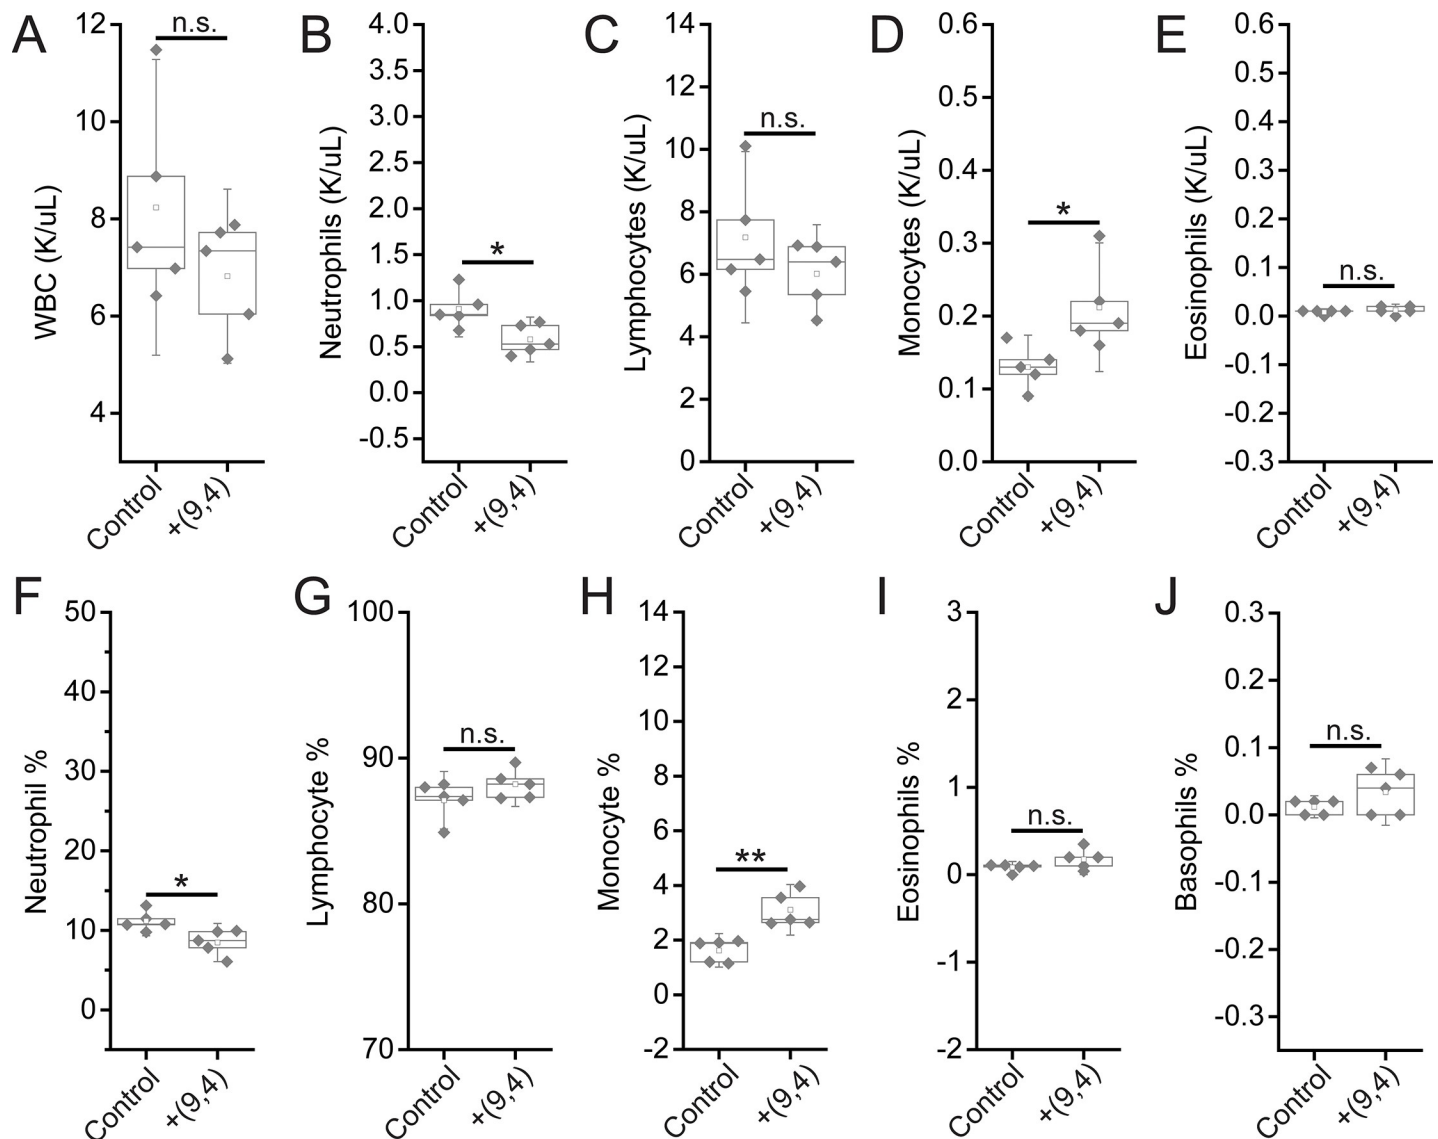 A
WBC (K/uL)
12
10
8
6
4
n.s.
Control
+(9,4)
B
Neutrophils (K/uL)
4.0
3.5
3.0
2.5
2.0
1.5
1.0
0.5
0.0
-0.5
*
Control
+(9,4)
C
Lymphocytes (K/uL)
14
12
10
8
6
4
2
0
n.s.
Control
+(9,4)
D
Monocytes (K/uL)
0.6
0.5
0.4
0.3
0.2
0.1
0.0
*
Control
+(9,4)
E
Eosinophils (K/uL)
0.6
0.5
0.4
0.3
0.2
0.1
0.0
-0.1
-0.2
-0.3
n.s.
Control
+(9,4)
F
Neutrophil %
50
40
30
20
10
0
*
Control
+(9,4)
G
Lymphocyte %
100
90
80
70
n.s.
Control
+(9,4)
H
Monocyte %
14
12
10
8
6
4
2
0
-2
**
Control
+(9,4)
I
Eosinophils %
3
2
1
0
-1
-2
n.s.
Control
+(9,4)
J
Basophils %
0.3
0.2
0.1
0.0
-0.1
-0.2
-0.3
n.s.
Control
+(9,4)